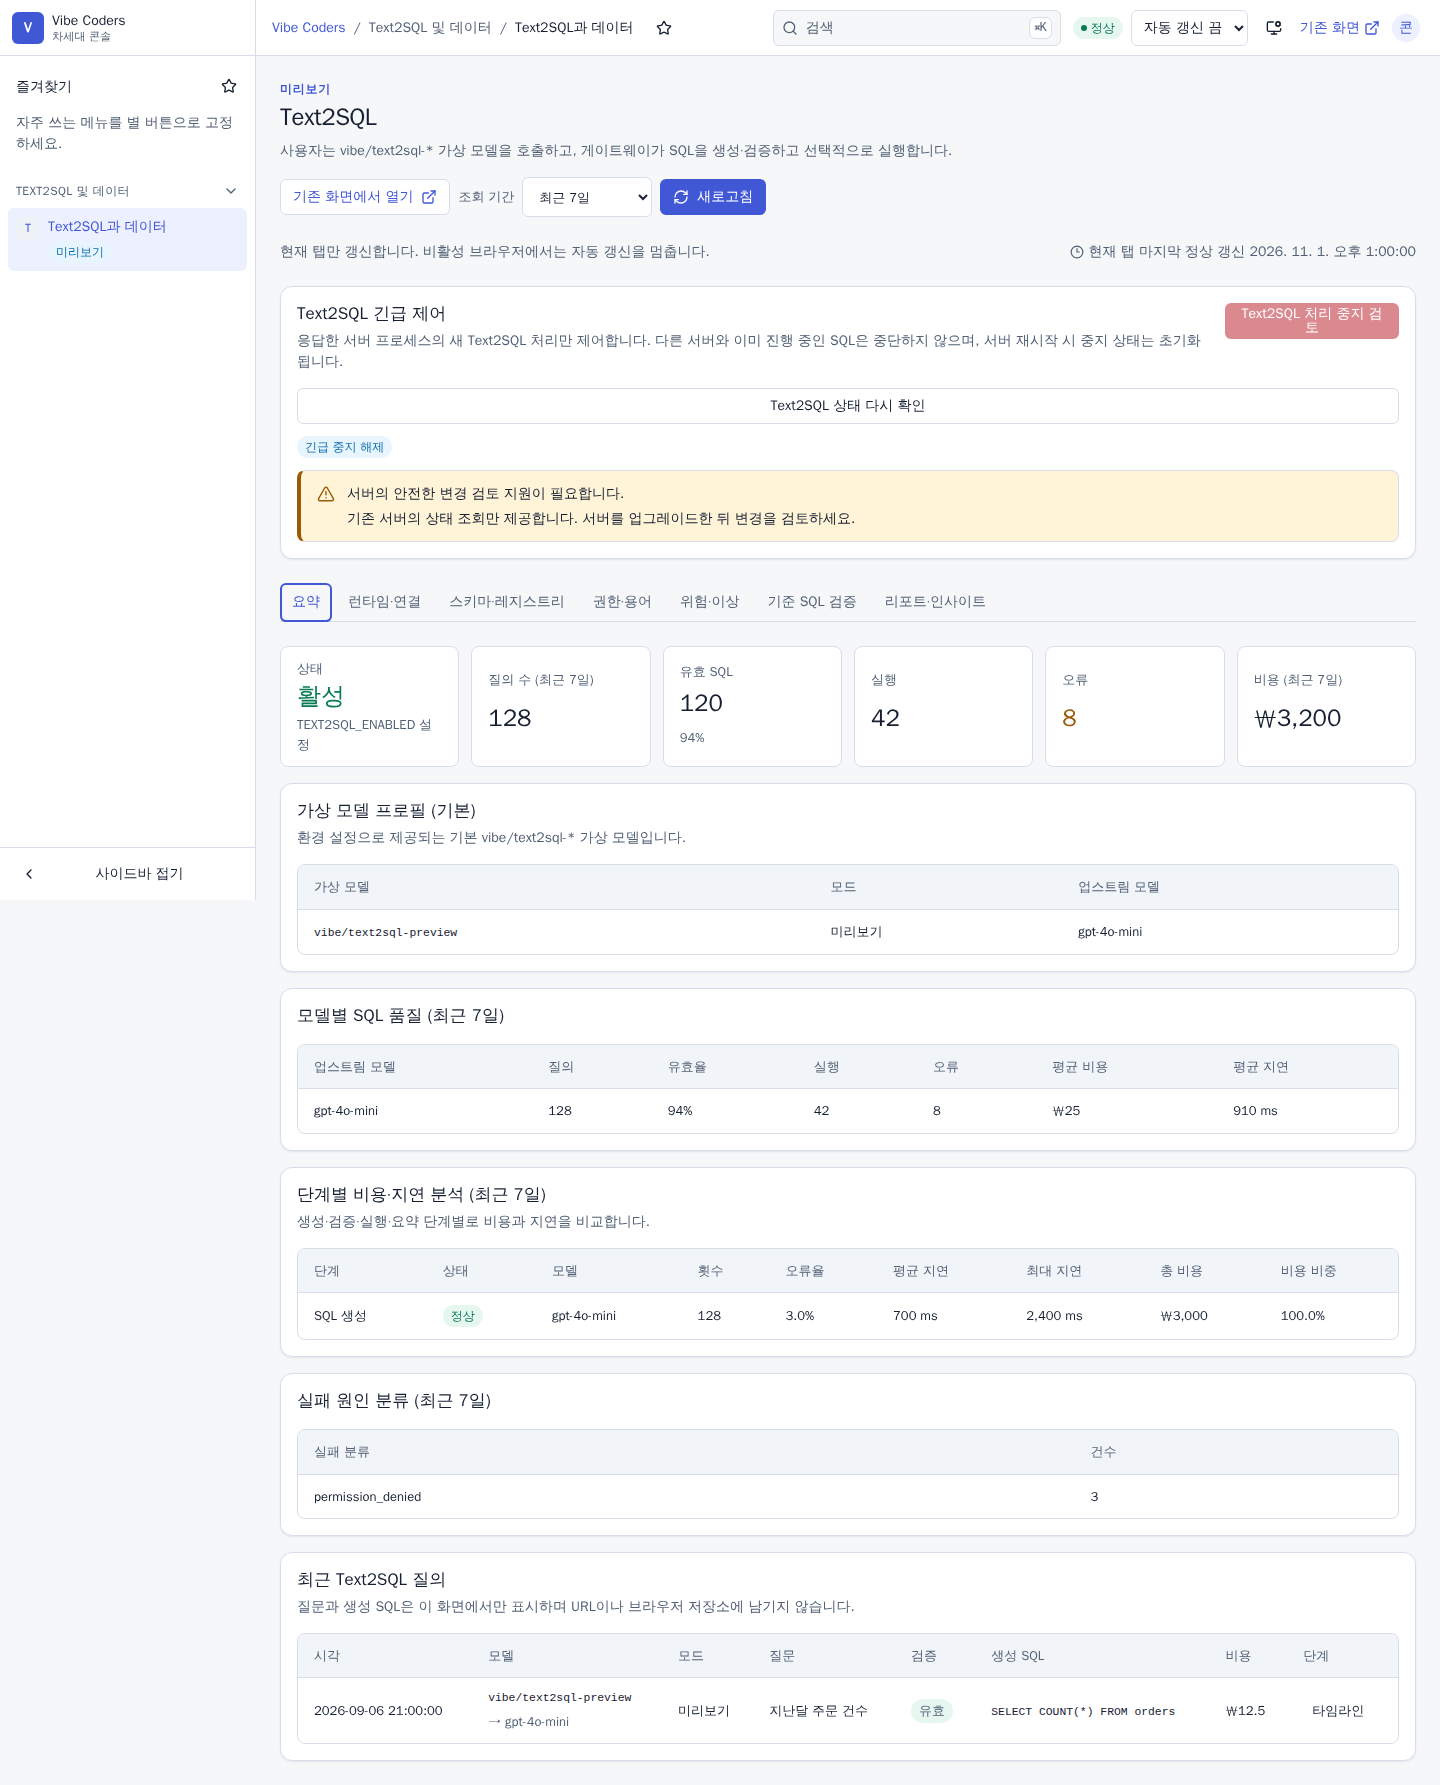 V
Vibe Coders
차세대 콘솔
Vibe Coders / Text2SQL 및 데이터 / Text2SQL과 데이터
검색
⌘K
정상
자동 갱신 끔
기존 화면
콘
즐겨찾기
자주 쓰는 메뉴를 별 버튼으로 고정
하세요.
TEXT2SQL 및 데이터
T
Text2SQL과 데이터
미리보기
사이드바 접기
미리보기
Text2SQL
사용자는 vibe/text2sql-* 가상 모델을 호출하고, 게이트웨이가 SQL을 생성·검증하고 선택적으로 실행합니다.
기존 화면에서 열기
조회 기간
최근 7일
새로고침
현재 탭만 갱신합니다. 비활성 브라우저에서는 자동 갱신을 멈춥니다.
현재 탭 마지막 정상 갱신 2026. 11. 1. 오후 1:00:00
Text2SQL 긴급 제어
응답한 서버 프로세스의 새 Text2SQL 처리만 제어합니다. 다른 서버와 이미 진행 중인 SQL은 중단하지 않으며, 서버 재시작 시 중지 상태는 초기화
됩니다.
Text2SQL 처리 중지 검
토
Text2SQL 상태 다시 확인
긴급 중지 해제
서버의 안전한 변경 검토 지원이 필요합니다.
기존 서버의 상태 조회만 제공합니다. 서버를 업그레이드한 뒤 변경을 검토하세요.
요약
런타임·연결
스키마·레지스트리
권한·용어
위험·이상
기준 SQL 검증
리포트·인사이트
상태
활성
TEXT2SQL_ENABLED 설
정
질의 수 (최근 7일)
128
유효 SQL
120
94%
실행
42
오류
8
비용 (최근 7일)
₩3,200
가상 모델 프로필 (기본)
환경 설정으로 제공되는 기본 vibe/text2sql-* 가상 모델입니다.
가상 모델 모드 업스트림 모델
vibe/text2sql-preview 미리보기 gpt-4o-mini
모델별 SQL 품질 (최근 7일)
업스트림 모델 질의 유효율 실행 오류 평균 비용 평균 지연
gpt-4o-mini 128 94% 42 8 ₩25 910 ms
단계별 비용·지연 분석 (최근 7일)
생성·검증·실행·요약 단계별로 비용과 지연을 비교합니다.
단계 상태 모델 횟수 오류율 평균 지연 최대 지연 총 비용 비용 비중
SQL 생성 정상 gpt-4o-mini 128 3.0% 700 ms 2,400 ms ₩3,000 100.0%
실패 원인 분류 (최근 7일)
실패 분류 건수
permission_denied 3
최근 Text2SQL 질의
질문과 생성 SQL은 이 화면에서만 표시하며 URL이나 브라우저 저장소에 남기지 않습니다.
시각 모델 모드 질문 검증 생성 SQL 비용 단계
2026-09-06 21:00:00 vibe/text2sql-preview 미리보기 지난달 주문 건수 유효 SELECT COUNT(*) FROM orders ₩12.5 타임라인
→ gpt-4o-mini